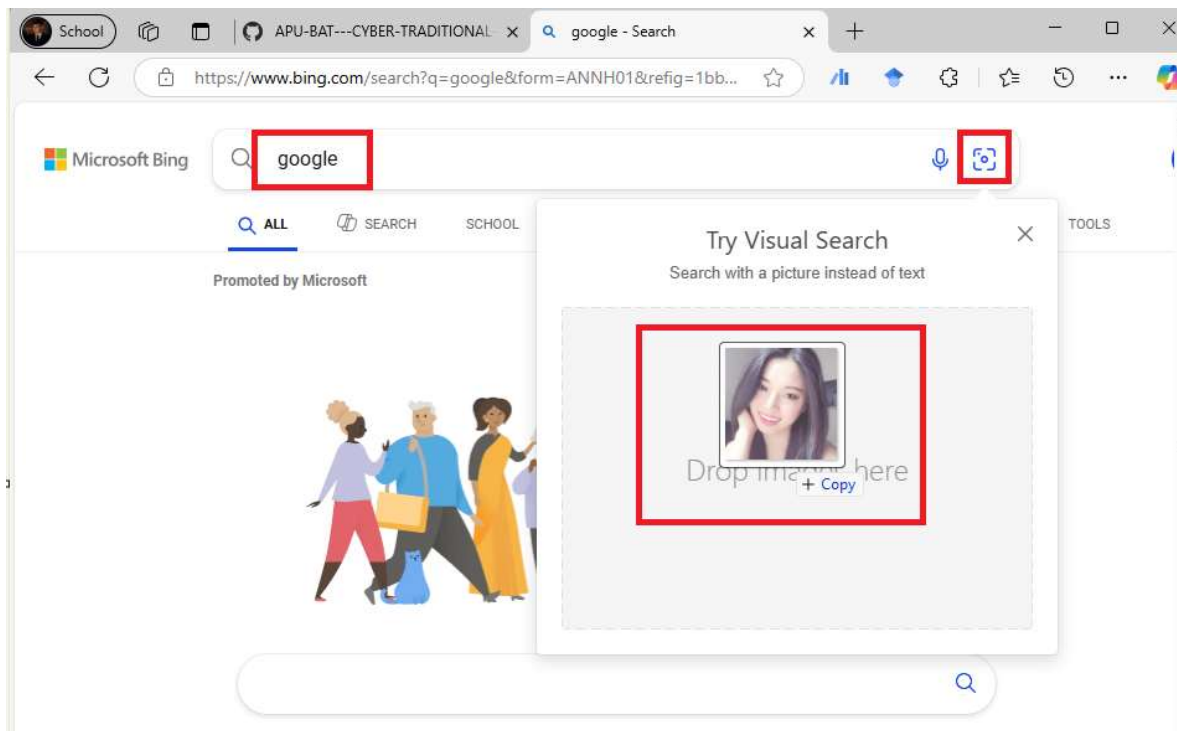 School
APU-BAT---CYBER-TRADITIONAL
google - Search
https://www.bing.com/search?q=google&form=ANNH01&refig=1bb...
Microsoft Bing
google
ALL
SEARCH
SCHOOL
TOOLS
Try Visual Search
Search with a picture instead of text
Promoted by Microsoft
Drop images here
+ Copy